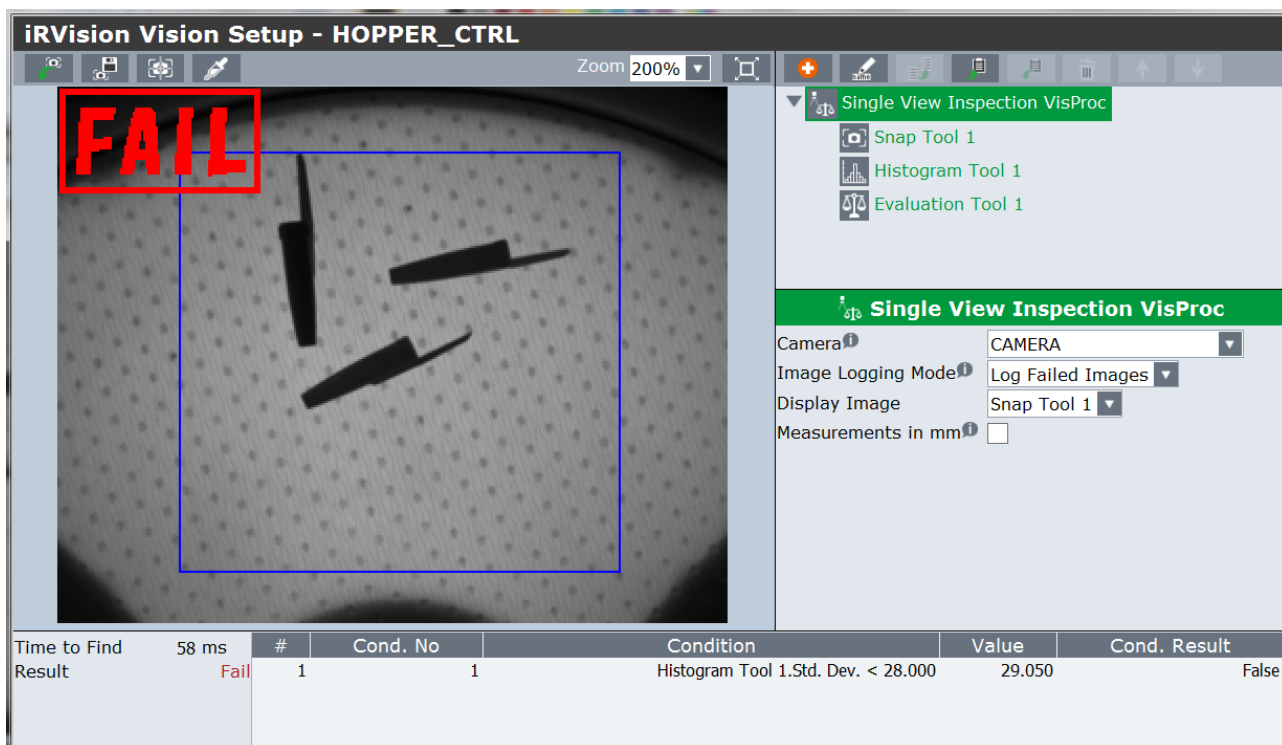 iRVision Vision Setup - HOPPER_CTRL
Zoom 200%
FAIL
Single View Inspection VisProc
Snap Tool 1
Histogram Tool 1
Evaluation Tool 1
Single View Inspection VisProc
Camera CAMERA
Image Logging Mode Log Failed Images
Display Image Snap Tool 1
Measurements in mm
Time to Find 58 ms # Cond. No Condition Value Cond. Result
Result Fail 1 1 Histogram Tool 1.Std. Dev. < 28.000 29.050 False